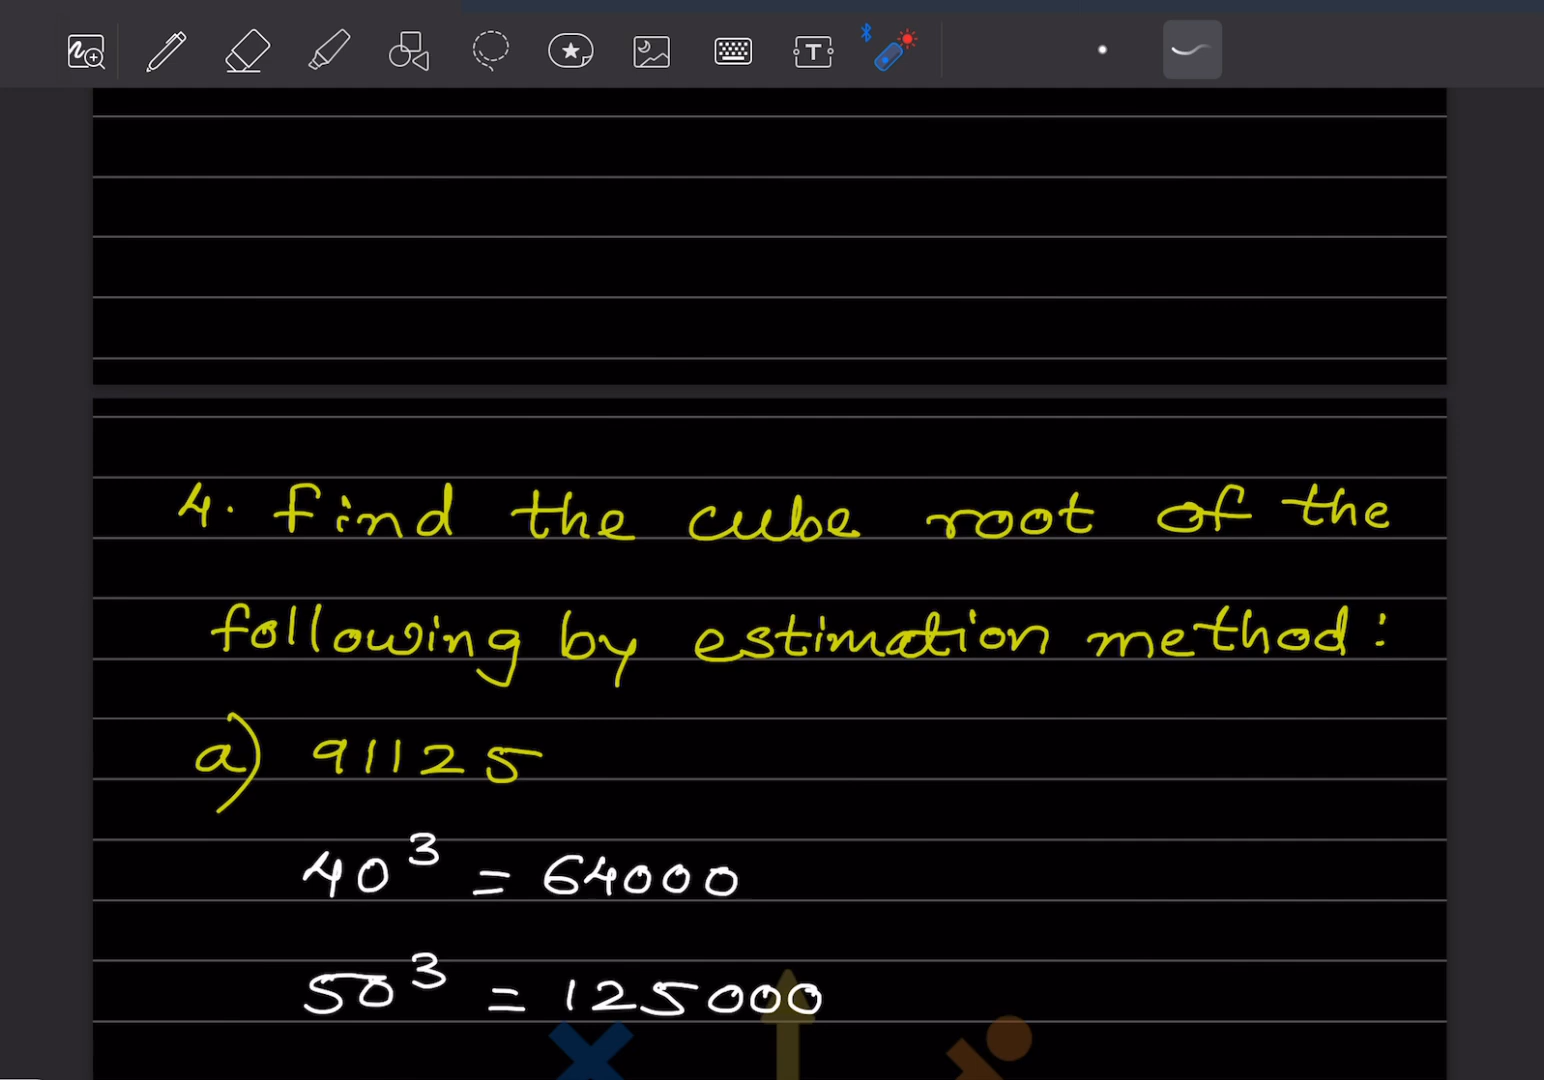 4. Find the cube root of the
following by estimation method:
a) 91125
40³ = 64000
50³ = 125000